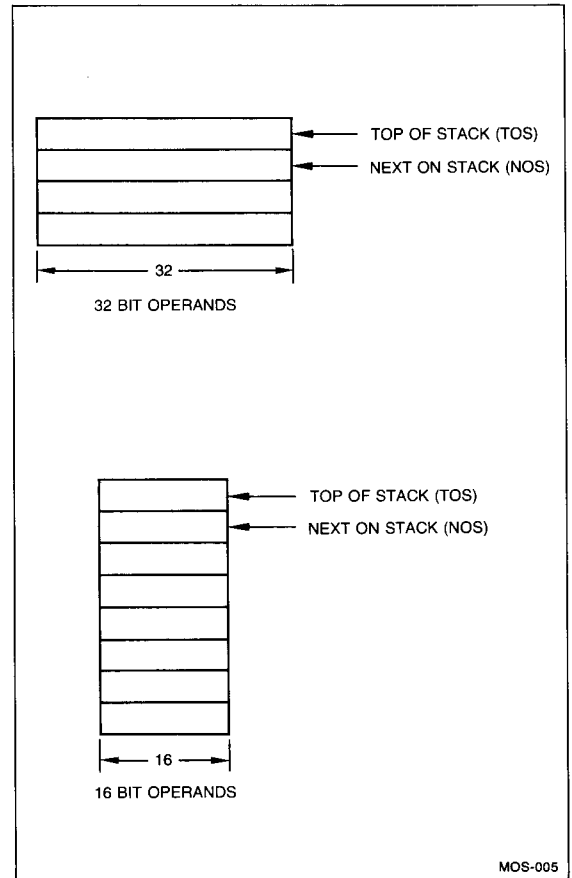 TOP OF STACK (TOS)
NEXT ON STACK (NOS)
32
32 BIT OPERANDS
TOP OF STACK (TOS)
NEXT ON STACK (NOS)
16
16 BIT OPERANDS
MOS-005